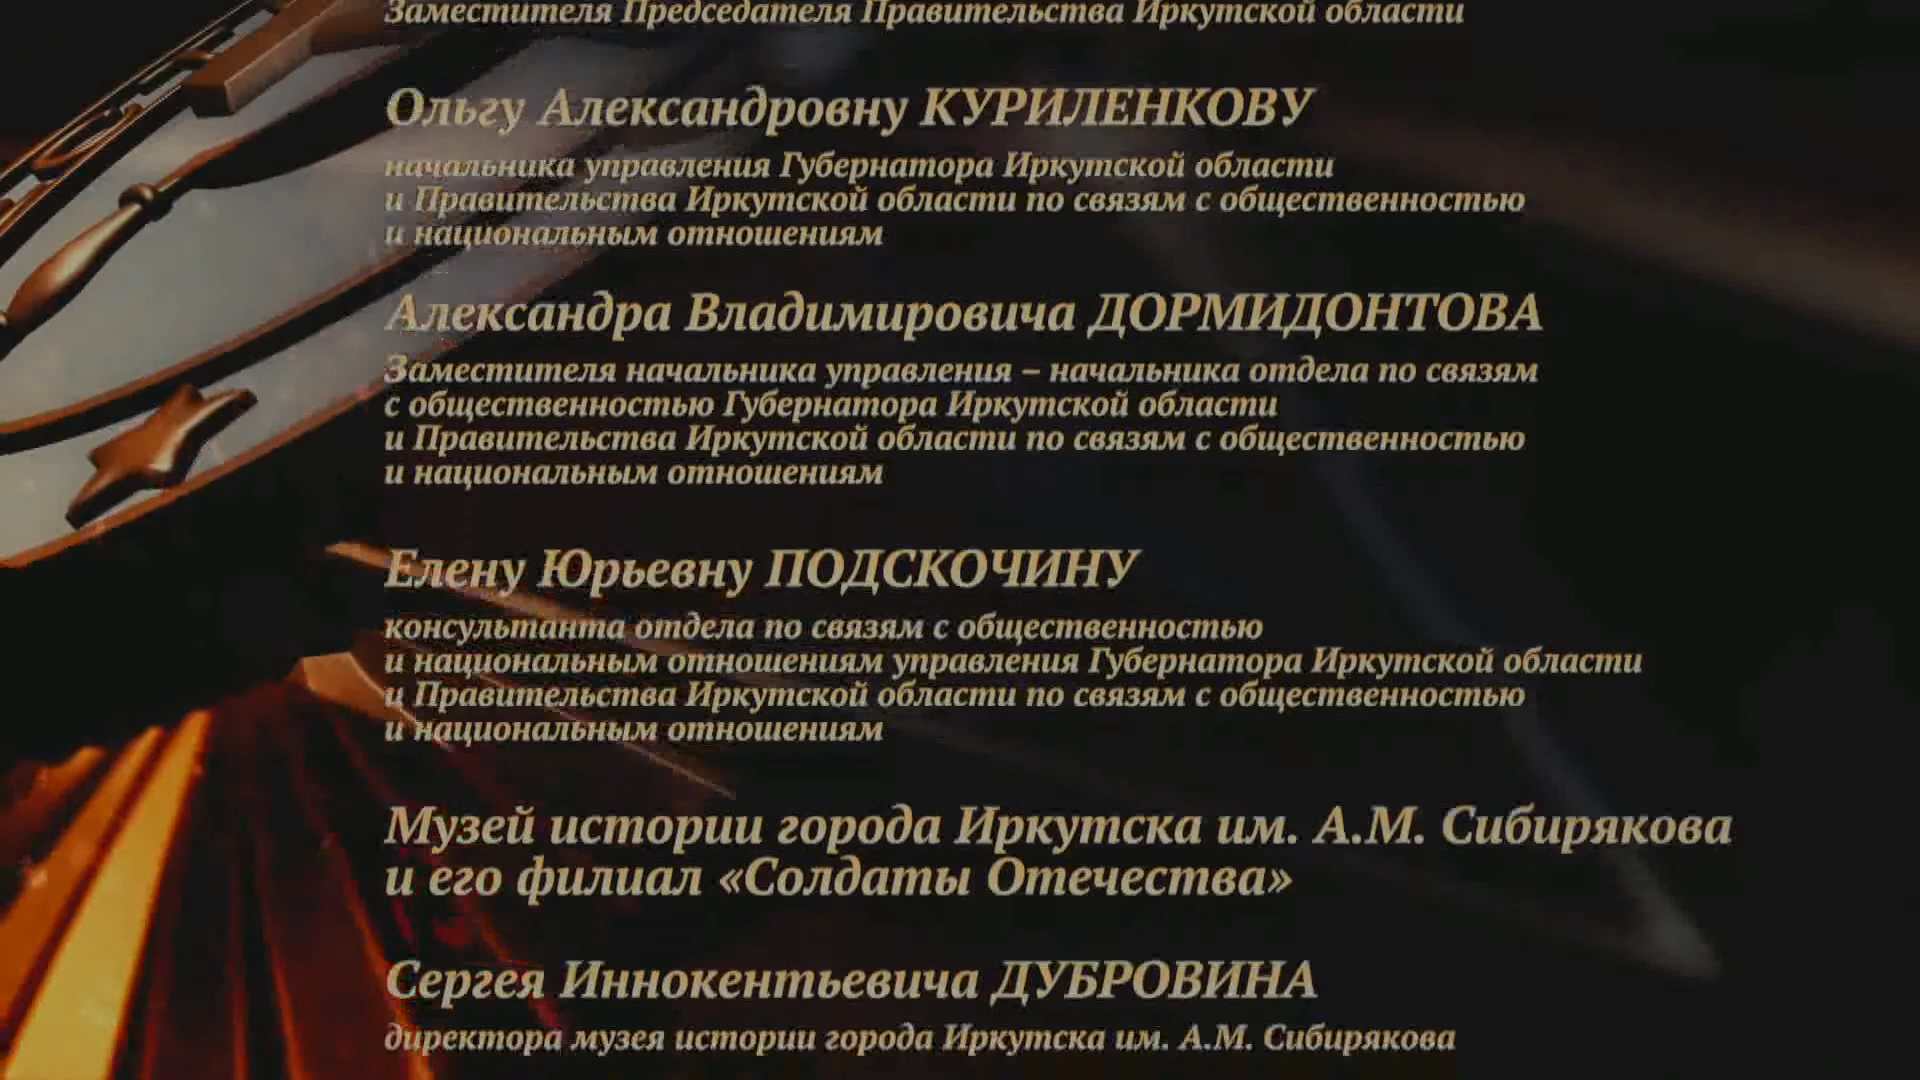 Заместителя Председателя Правительства Иркутской области
Ольгу Александровну КУРИЛЕНКОВУ
начальника управления Губернатора Иркутской области
и Правительства Иркутской области по связям с общественностью
и национальным отношениям
Александра Владимировича ДОРМИДОНТОВА
Заместителя начальника управления – начальника отдела по связям
с общественностью Губернатора Иркутской области
и Правительства Иркутской области по связям с общественностью
и национальным отношениям
Елену Юрьевну ПОДСКОЧИНУ
консультанта отдела по связям с общественностью
и национальным отношениям управления Губернатора Иркутской области
и Правительства Иркутской области по связям с общественностью
и национальным отношениям
Музей истории города Иркутска им. А.М. Сибирякова
и его филиал «Солдаты Отечества»
Сергея Иннокентьевича ДУБРОВИНА
директора музея истории города Иркутска им. А.М. Сибирякова